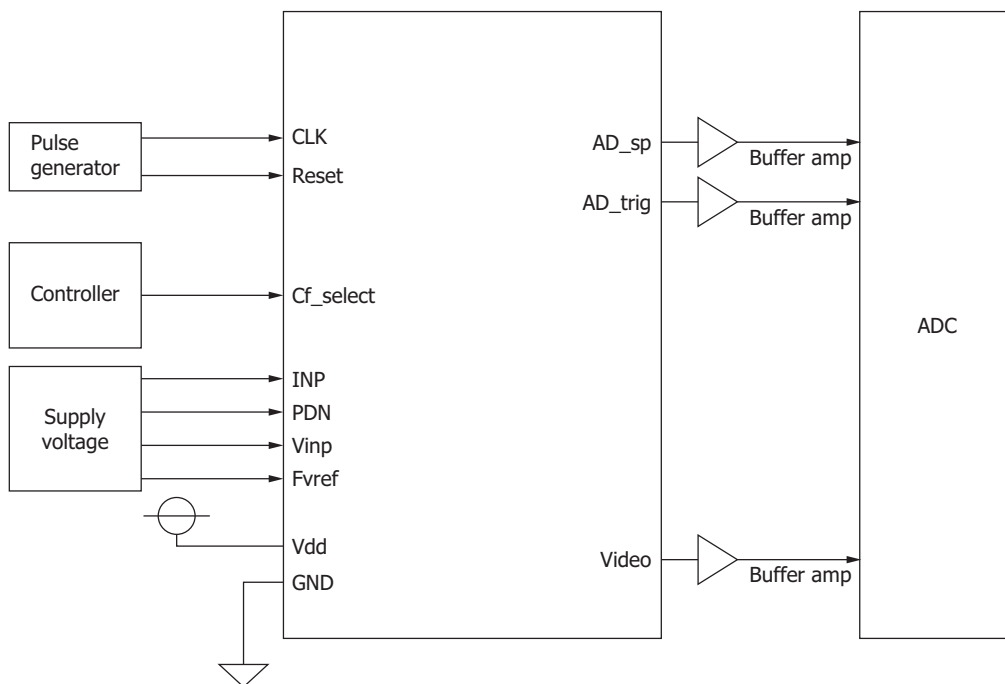 Pulse
generator
Controller
Supply
voltage
CLK
Reset
Cf_select
INP
PDN
Vinp
Fvref
Vdd
GND
AD_sp
AD_trig
Video
Buffer amp
Buffer amp
Buffer amp
ADC